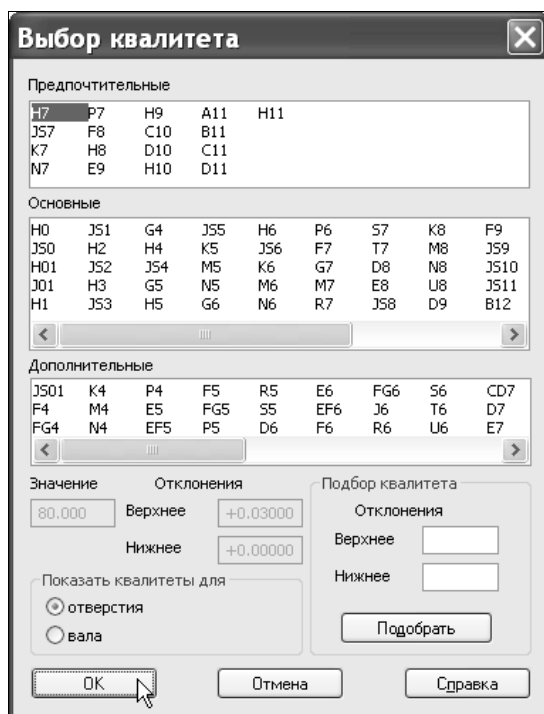 Выбор квалитета
Предпочтительные
H7 P7 H9 A11 H11
JS7 F8 C10 B11
K7 H8 D10 C11
N7 E9 H10 D11
Основные
H0 JS1 G4 JS5 H6 P6 S7 K8 F9
JS0 H2 H4 K5 JS6 F7 T7 M8 JS9
H01 JS2 JS4 M5 K6 G7 D8 N8 JS10
J01 H3 G5 N5 M6 M7 E8 U8 JS11
H1 JS3 H5 G6 N6 R7 JS8 D9 B12
Дополнительные
JS01 K4 P4 F5 R5 E6 FG6 S6 CD7
F4 M4 E5 FG5 S5 EF6 J6 T6 D7
FG4 N4 EF5 P5 D6 F6 R6 U6 E7
Значение Отклонения
80.000 Верхнее +0.03000
Нижнее +0.00000
Показать квалитеты для
отверстия
вала
Подбор квалитета
Отклонения
Верхнее
Нижнее
Подобрать
OK Отмена Справка